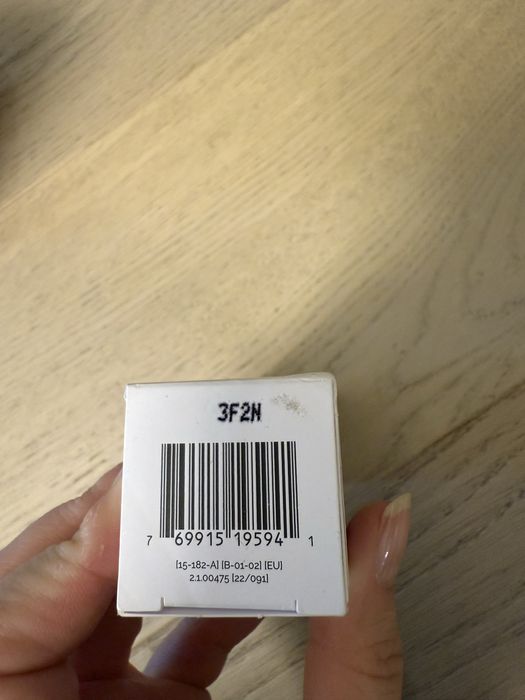 3F2N
7 69915 19594 1
[15-182-A] [B-01-02] [EU]
2.1.00475 [22/091]